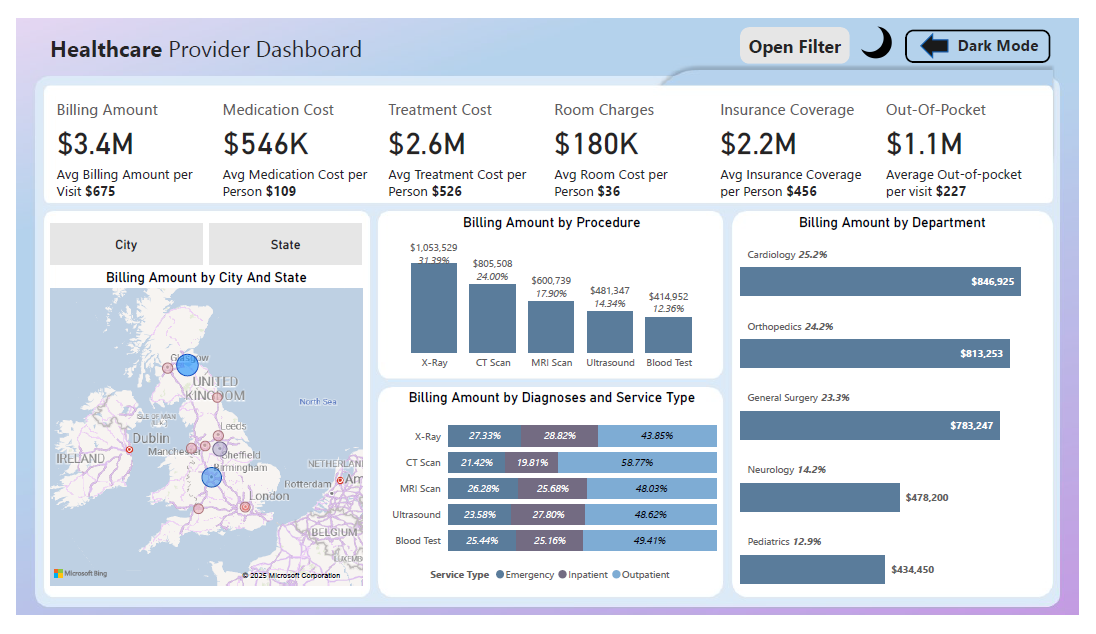 Healthcare Provider Dashboard
Open Filter
Dark Mode
Billing Amount
$3.4M
Avg Billing Amount per
Visit $675
Medication Cost
$546K
Avg Medication Cost per
Person $109
Treatment Cost
$2.6M
Avg Treatment Cost per
Person $526
Room Charges
$180K
Avg Room Cost per
Person $36
Insurance Coverage
$2.2M
Avg Insurance Coverage
per Person $456
Out-Of-Pocket
$1.1M
Average Out-of-pocket
per visit $227
City
State
Billing Amount by City And State
Glasgow
UNITED
KINGDOM
North Sea
ISLE OF MAN
(U.K.)
Leeds
Dublin
Manchester
Sheffield
IRELAND
Birmingham
NETHERLAN
Rotterdam
Am
London
BELGIUM
LUXEMB
Microsoft Bing
© 2025 Microsoft Corporation
Billing Amount by Procedure
$1,053,529
31.39%
$805,508
24.00%
$600,739
17.90%
$481,347
14.34%
$414,952
12.36%
X-Ray
CT Scan
MRI Scan
Ultrasound
Blood Test
Billing Amount by Diagnoses and Service Type
X-Ray 27.33% 28.82% 43.85%
CT Scan 21.42% 19.81% 58.77%
MRI Scan 26.28% 25.68% 48.03%
Ultrasound 23.58% 27.80% 48.62%
Blood Test 25.44% 25.16% 49.41%
Service Type Emergency Inpatient Outpatient
Billing Amount by Department
Cardiology 25.2%
$846,925
Orthopedics 24.2%
$813,253
General Surgery 23.3%
$783,247
Neurology 14.2%
$478,200
Pediatrics 12.9%
$434,450